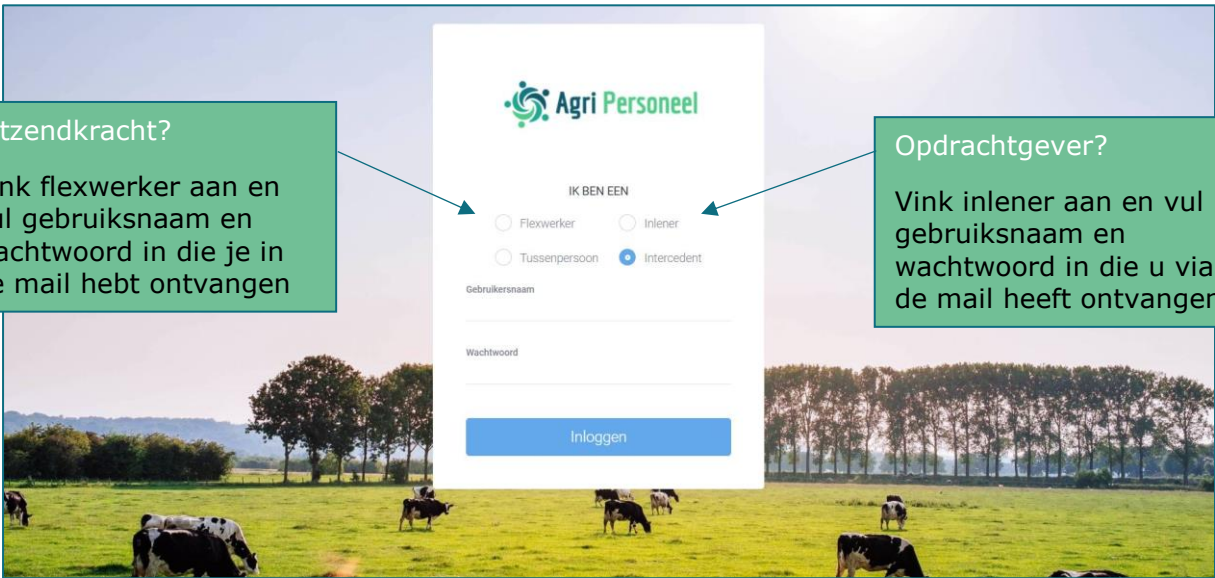 Agri Personeel
tzendkracht?
nk flexwerker aan en
ul gebruiksnaam en
achtwoord in die je in
e mail hebt ontvangen
IK BEN EEN
Flexwerker Inlener
Tussenpersoon Intercedent
Gebruikersnaam
Wachtwoord
Inloggen
Opdrachtgever?
Vink inlener aan en vul
gebruiksnaam en
wachtwoord in die u via
de mail heeft ontvangen